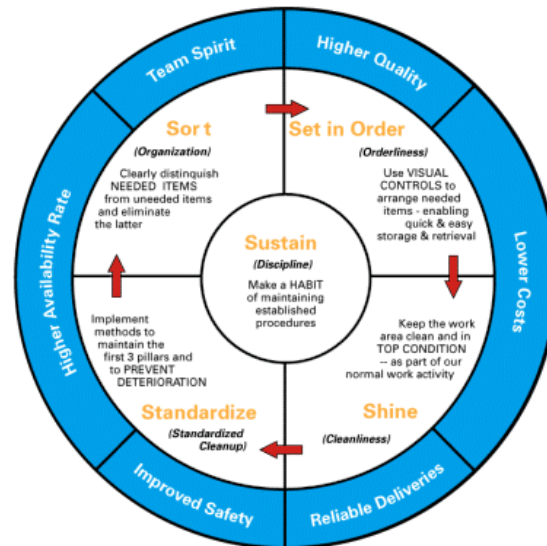 Team Spirit
Higher Quality
Lower Costs
Reliable Deliveries
Improved Safety
Higher Availability Rate
Sort
(Organization)
Clearly distinquish
NEEDED ITEMS
from uneeded items
and eliminate
the latter
Set in Order
(Orderliness)
Use VISUAL
CONTROLS to
arrange needed
items - enabling
quick & easy
storage & retrieval
Sustain
(Discipline)
Make a HABIT
of maintaining
established
procedures
Keep the work
area clean and in
TOP CONDITION
-- as part of our
normal work activity
Shine
(Cleanliness)
Implement
methods to
maintain the
first 3 pillars and
to PREVENT
DETERIORATION
Standardize
(Standardized
Cleanup)